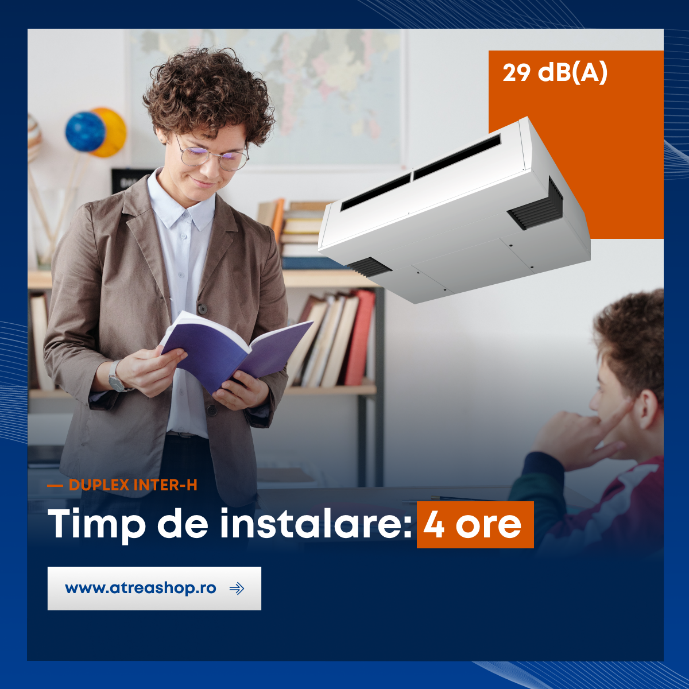 29 dB(A)
— DUPLEX INTER-H
Timp de instalare: 4 ore
www.atreashop.ro